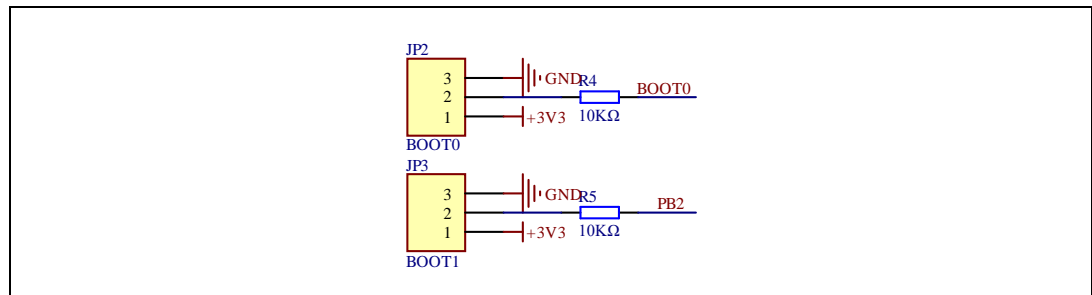 JP2
3 GND R4
2 BOOT0
1 +3V3 10KΩ
BOOT0
JP3
3 GND R5
2 PB2
1 +3V3 10KΩ
BOOT1